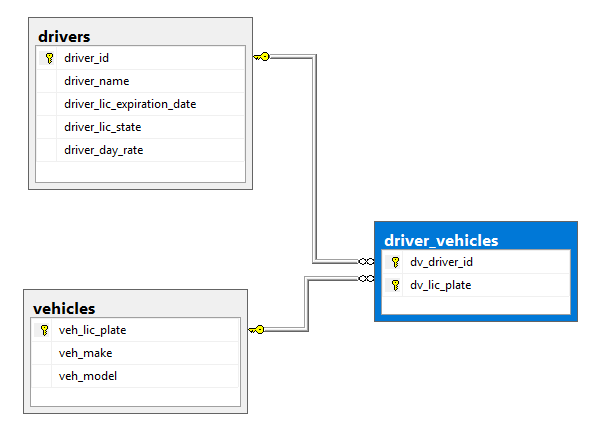 drivers
driver_id
driver_name
driver_lic_expiration_date
driver_lic_state
driver_day_rate
driver_vehicles
dv_driver_id
dv_lic_plate
vehicles
veh_lic_plate
veh_make
veh_model